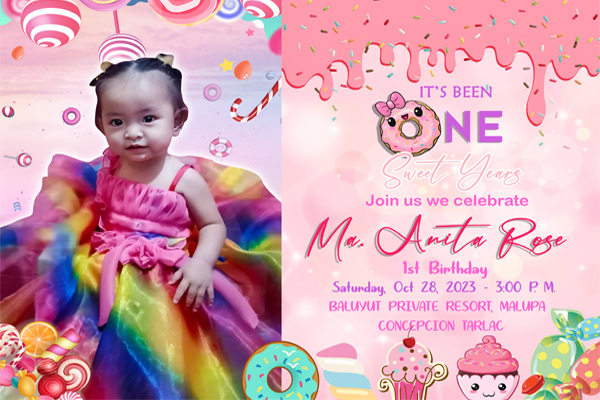 IT'S BEEN
ONE
Sweet Years
Join us we celebrate
Ma. Anita Rose
1st Birthday
Saturday, Oct 28, 2023 - 3:00 P M.
BALUYUT PRIVATE RESORT, MALUPA
CONCEPCION TARLAC